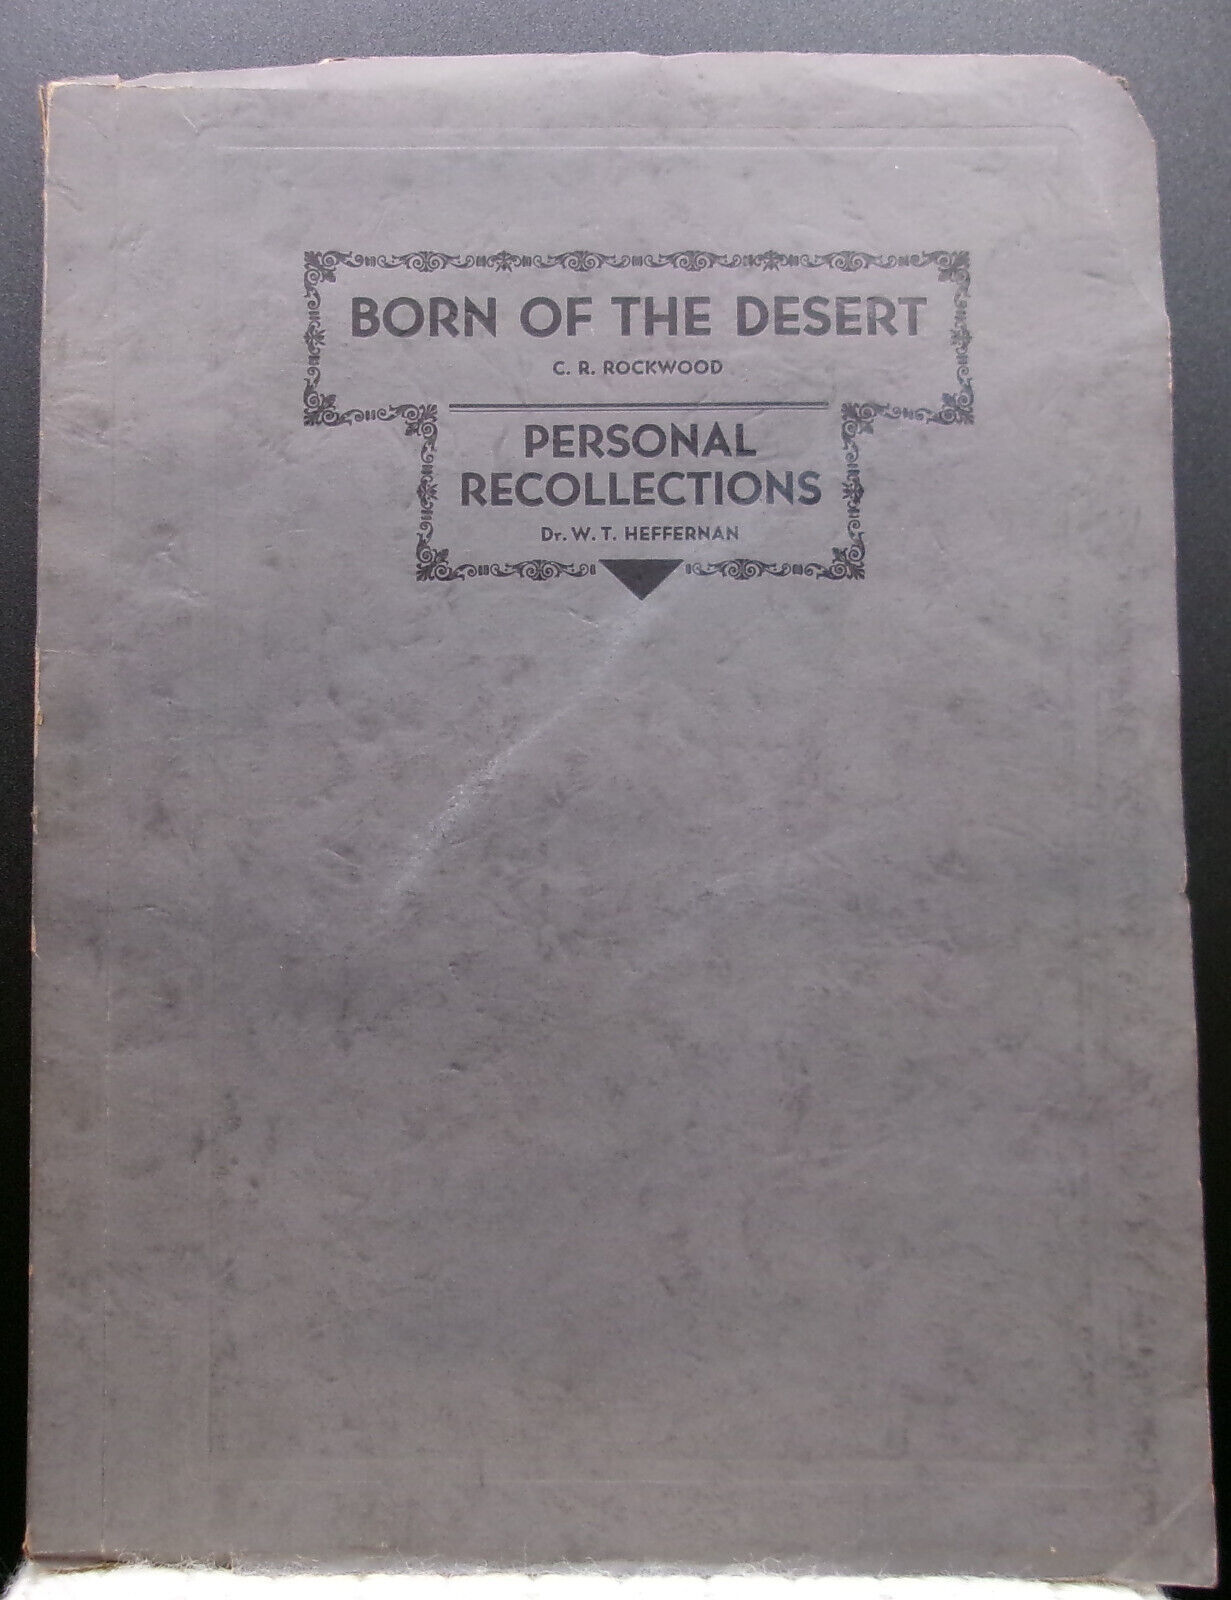 BORN OF THE DESERT
C. R. ROCKWOOD
PERSONAL
RECOLLECTIONS
Dr. W. T. HEFFERNAN